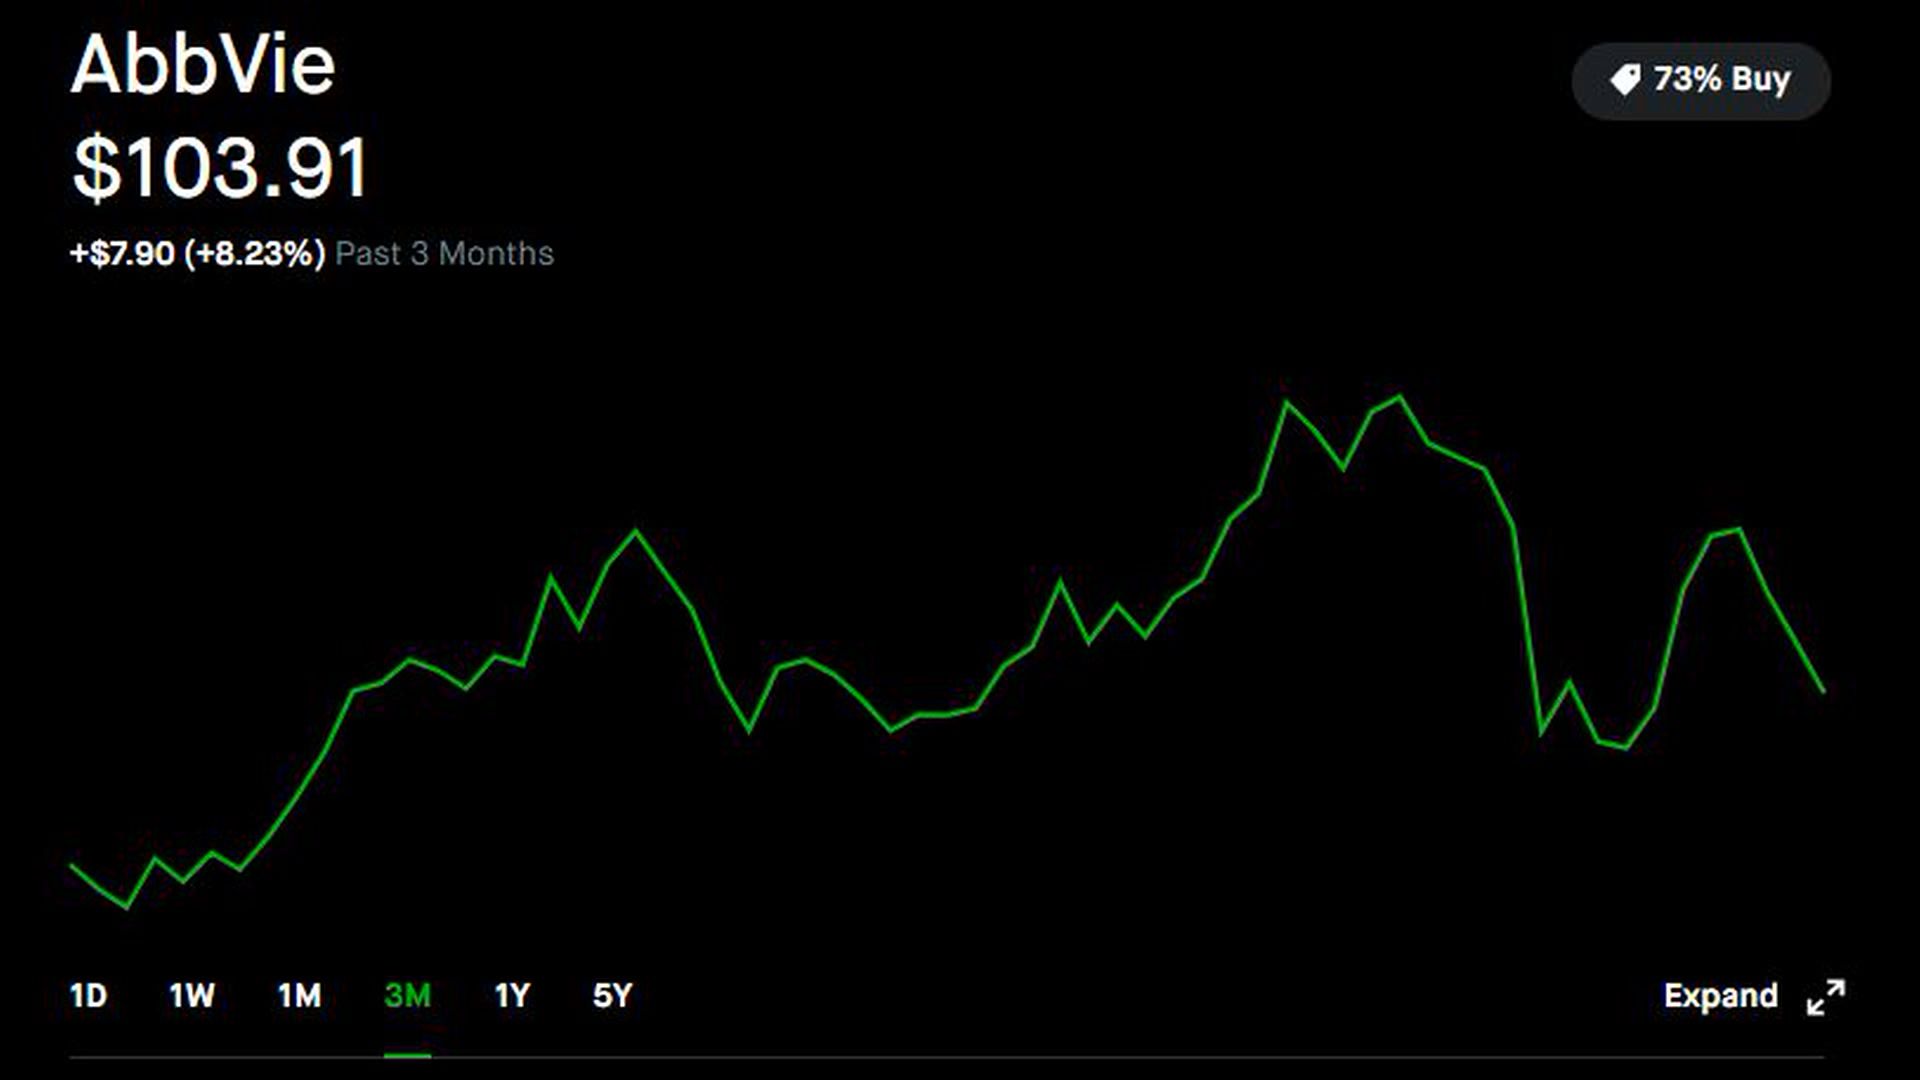 AbbVie
73% Buy
$103.91
+$7.90 (+8.23%) Past 3 Months
1D 1W 1M 3M 1Y 5Y Expand